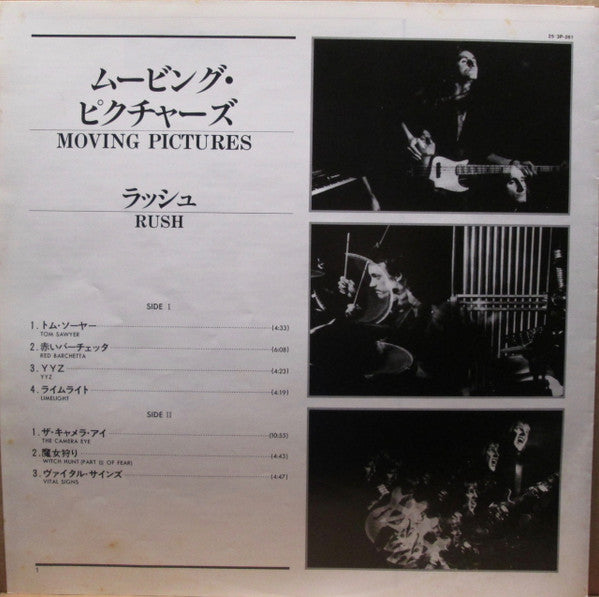 25·3P-261
ムービング・
ピクチャーズ
MOVING PICTURES
ラッシュ
RUSH
SIDE I
1. トム・ソーヤー (4:33)
TOM SAWYER
2. 赤いバーチェッタ (6:08)
RED BARCHETTA
3. YYZ (4:23)
YYZ
4. ライムライト (4:19)
LIMELIGHT
SIDE II
1. ザ・キャメラ・アイ (10:55)
THE CAMERA EYE
2. 魔女狩り (4:43)
WITCH HUNT (PART III OF FEAR)
3. ヴァイタル・サインズ (4:47)
VITAL SIGNS
1